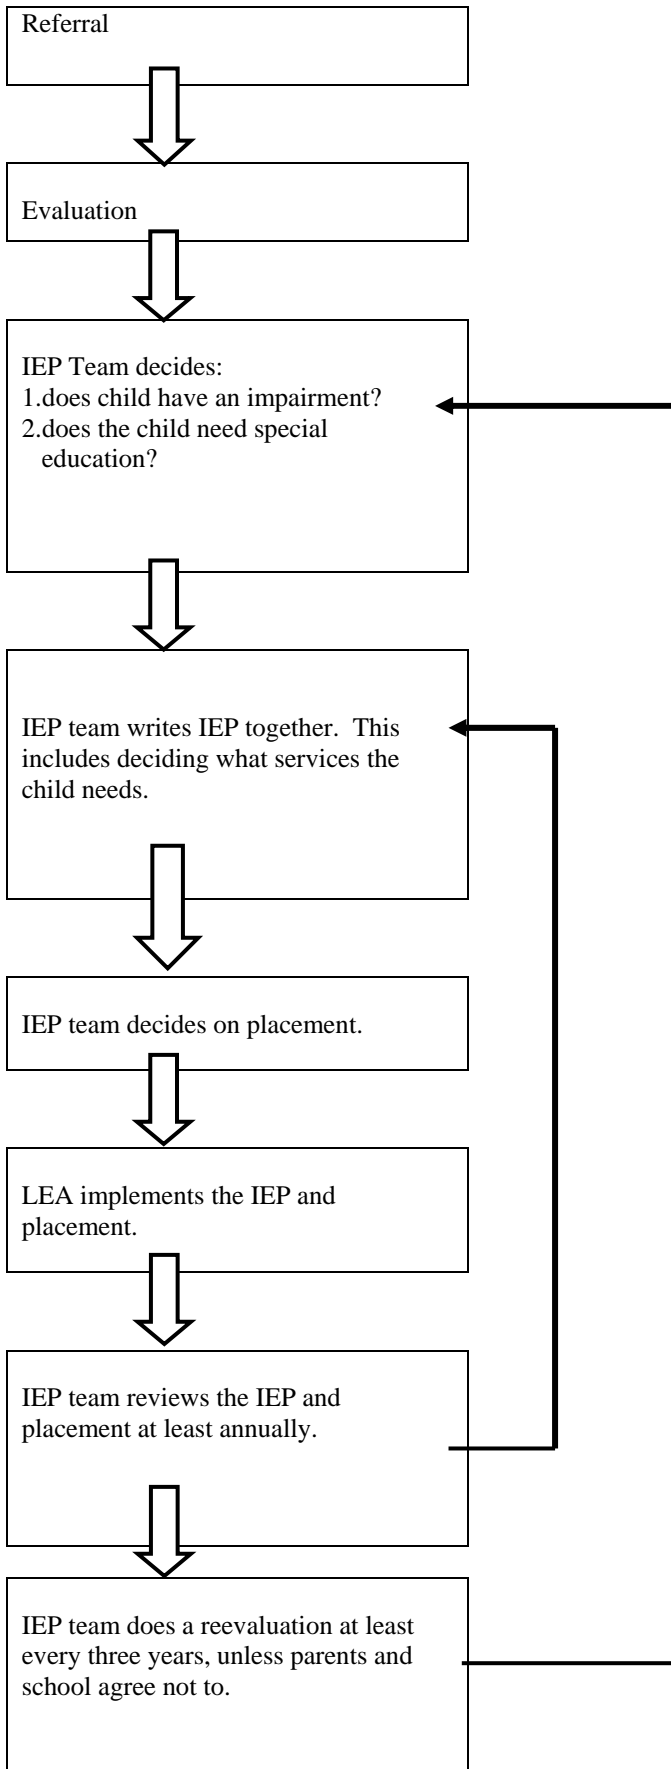 Referral
Evaluation
IEP Team decides:
1.does child have an impairment?
2.does the child need special
education?
IEP team writes IEP together.  This
includes deciding what services the
child needs.
IEP team decides on placement.
LEA implements the IEP and
placement.
IEP team reviews the IEP and
placement at least annually.
IEP team does a reevaluation at least
every three years, unless parents and
school agree not to.